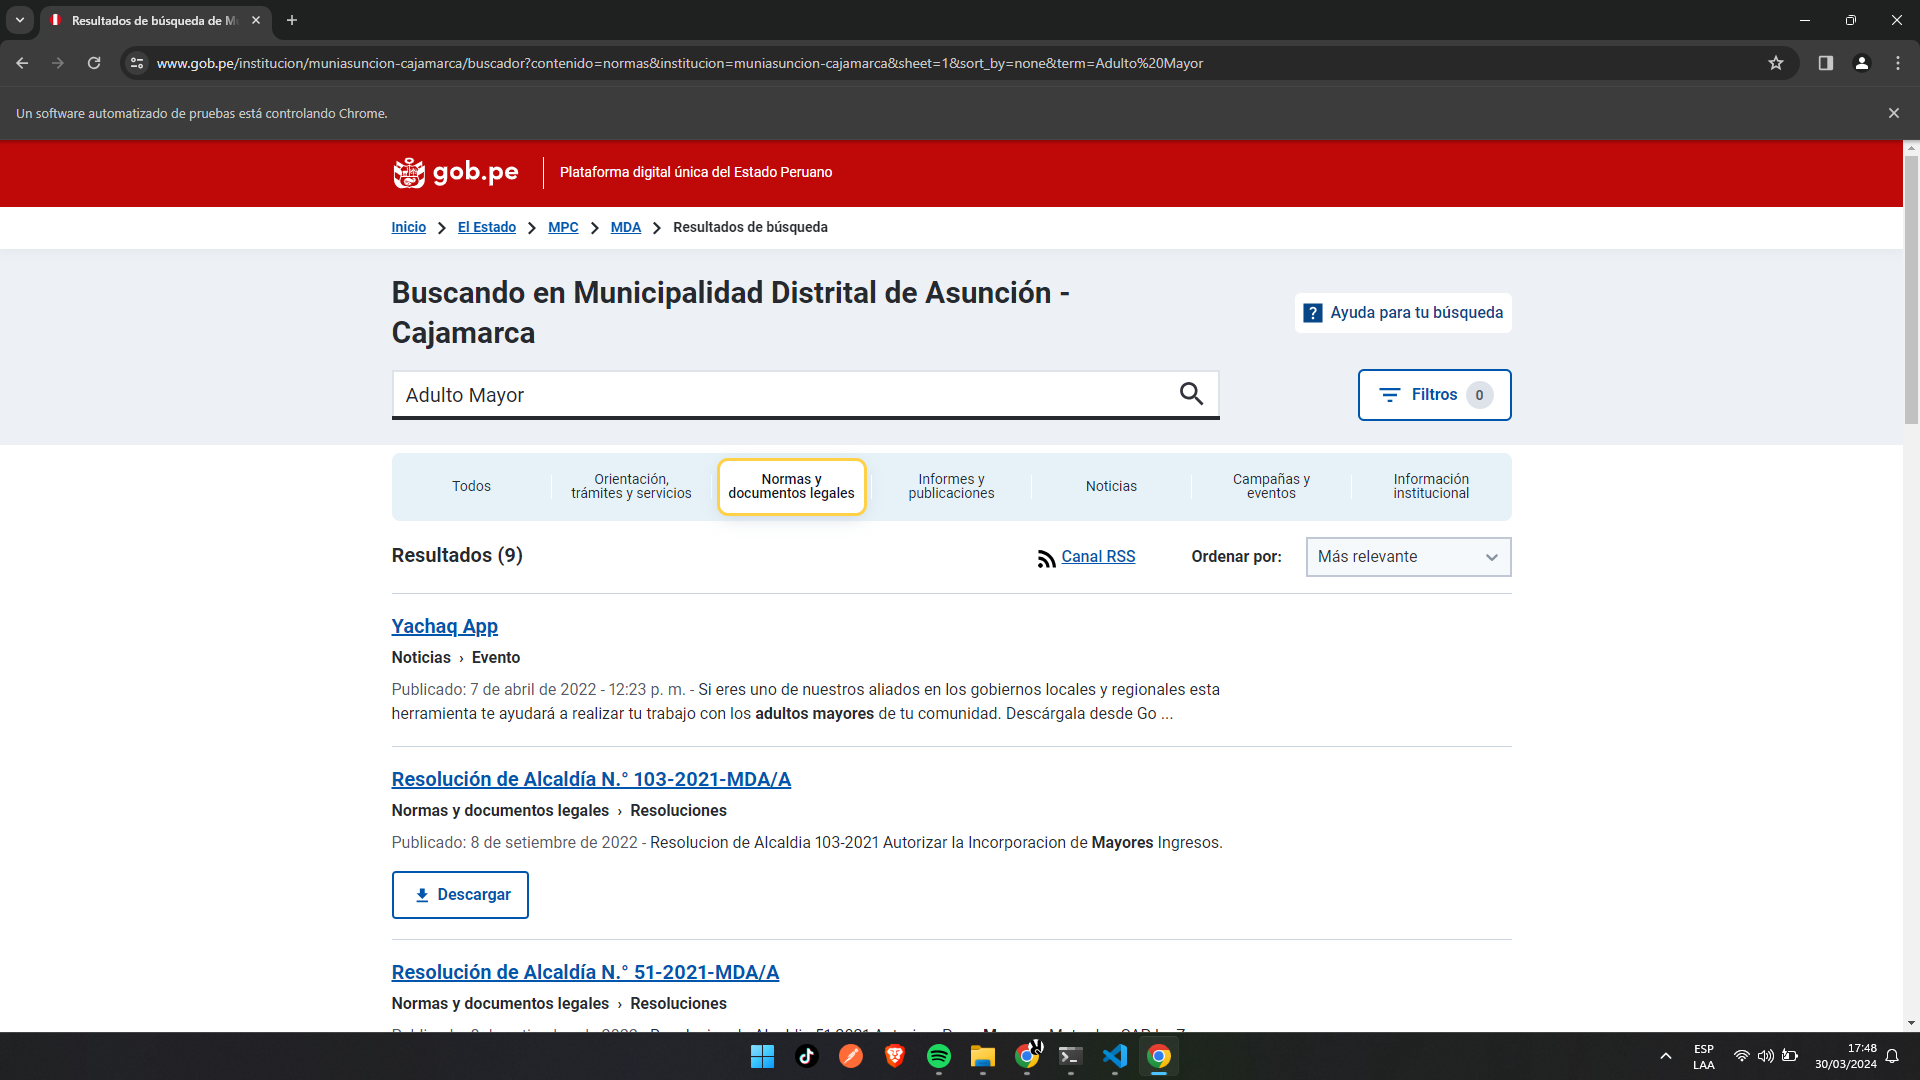 Resultados de búsqueda de M
www.gob.pe/institucion/muniasuncion-cajamarca/buscador?contenido=normas&institucion=muniasuncion-cajamarca&sheet=1&sort_by=none&term=Adulto%20Mayor
Un software automatizado de pruebas está controlando Chrome.
gob.pe
Plataforma digital única del Estado Peruano
Inicio > El Estado > MPC > MDA > Resultados de búsqueda
Buscando en Municipalidad Distrital de Asunción -
Cajamarca
? Ayuda para tu búsqueda
Adulto Mayor
Filtros 0
Todos
Orientación,
trámites y servicios
Normas y
documentos legales
Informes y
publicaciones
Noticias
Campañas y
eventos
Información
institucional
Resultados (9)
Canal RSS
Ordenar por:
Más relevante
Yachaq App
Noticias › Evento
Publicado: 7 de abril de 2022 - 12:23 p. m. - Si eres uno de nuestros aliados en los gobiernos locales y regionales esta
herramienta te ayudará a realizar tu trabajo con los adultos mayores de tu comunidad. Descárgala desde Go ...
Resolución de Alcaldía N.° 103-2021-MDA/A
Normas y documentos legales › Resoluciones
Publicado: 8 de setiembre de 2022 - Resolucion de Alcaldia 103-2021 Autorizar la Incorporacion de Mayores Ingresos.
Descargar
Resolución de Alcaldía N.° 51-2021-MDA/A
Normas y documentos legales › Resoluciones
ESP
LAA
17:48
30/03/2024